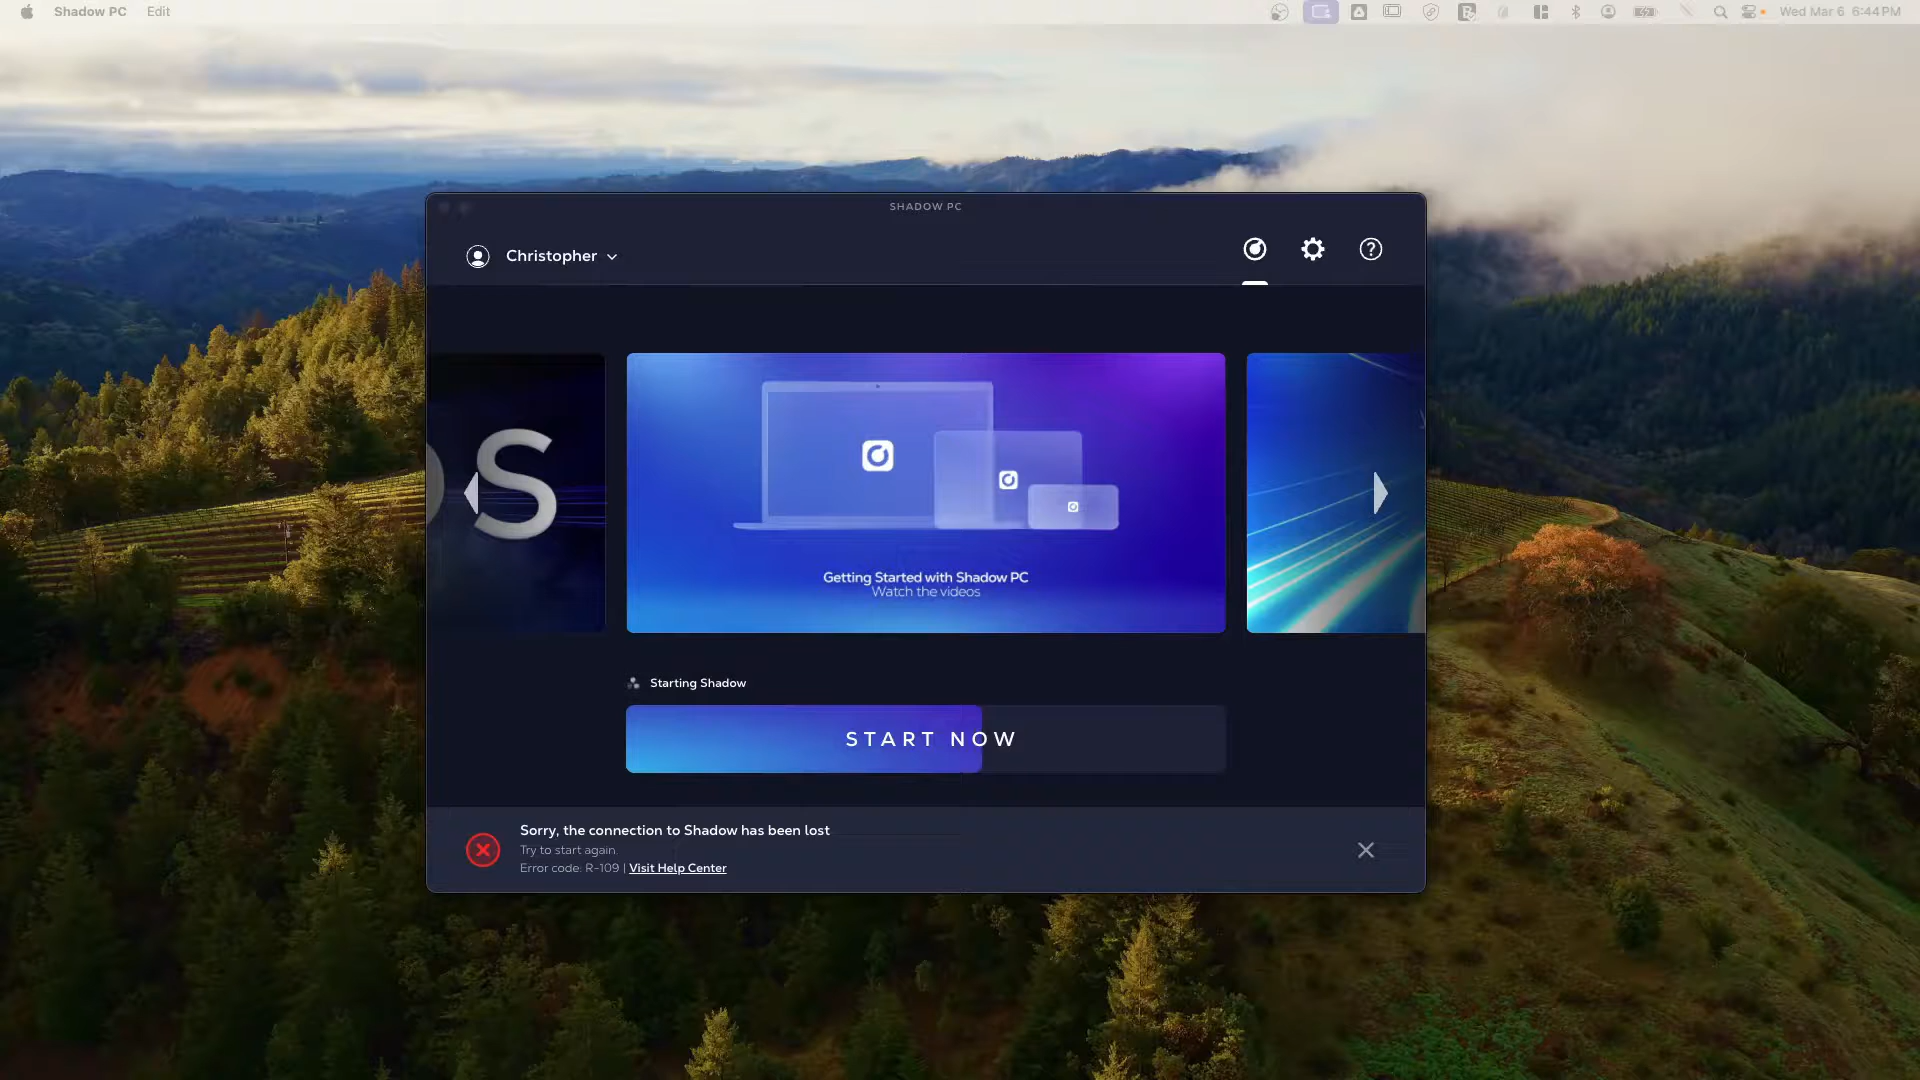 Shadow PC Edit
Wed Mar 6 6:44 PM
SHADOW PC
Christopher
S
Getting Started with Shadow PC
Watch the videos
Starting Shadow
START NOW
Sorry, the connection to Shadow has been lost
Try to start again.
Error code: R-109 | Visit Help Center